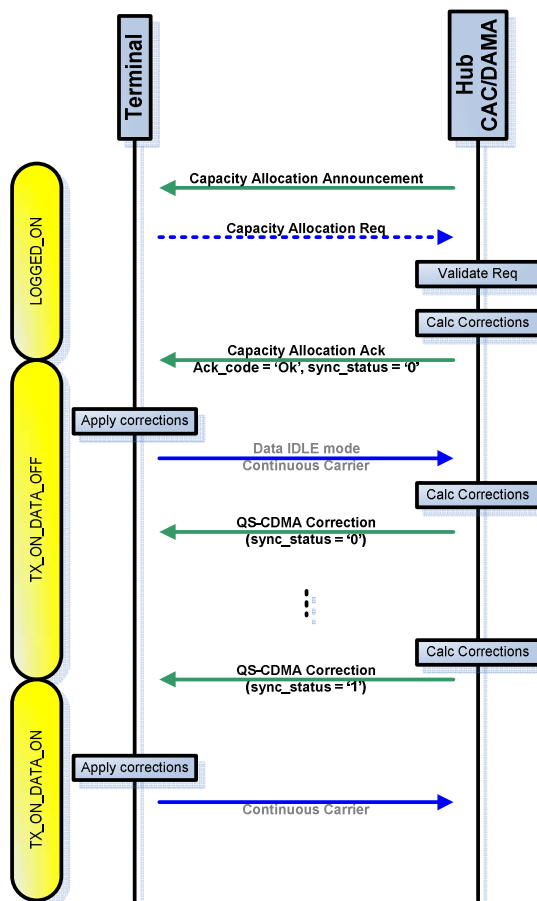 Terminal
Hub
CAC/DAMA
LOGGED_ON
Capacity Allocation Announcement
Capacity Allocation Req
Validate Req
Calc Corrections
Capacity Allocation Ack
Ack_code = ‘Ok’, sync_status = ‘0’
TX_ON_DATA_OFF
Apply corrections
Data IDLE mode
Continuous Carrier
Calc Corrections
QS-CDMA Correction
(sync_status = ‘0’)
Calc Corrections
QS-CDMA Correction
(sync_status = ‘1’)
TX_ON_DATA_ON
Apply corrections
Continuous Carrier